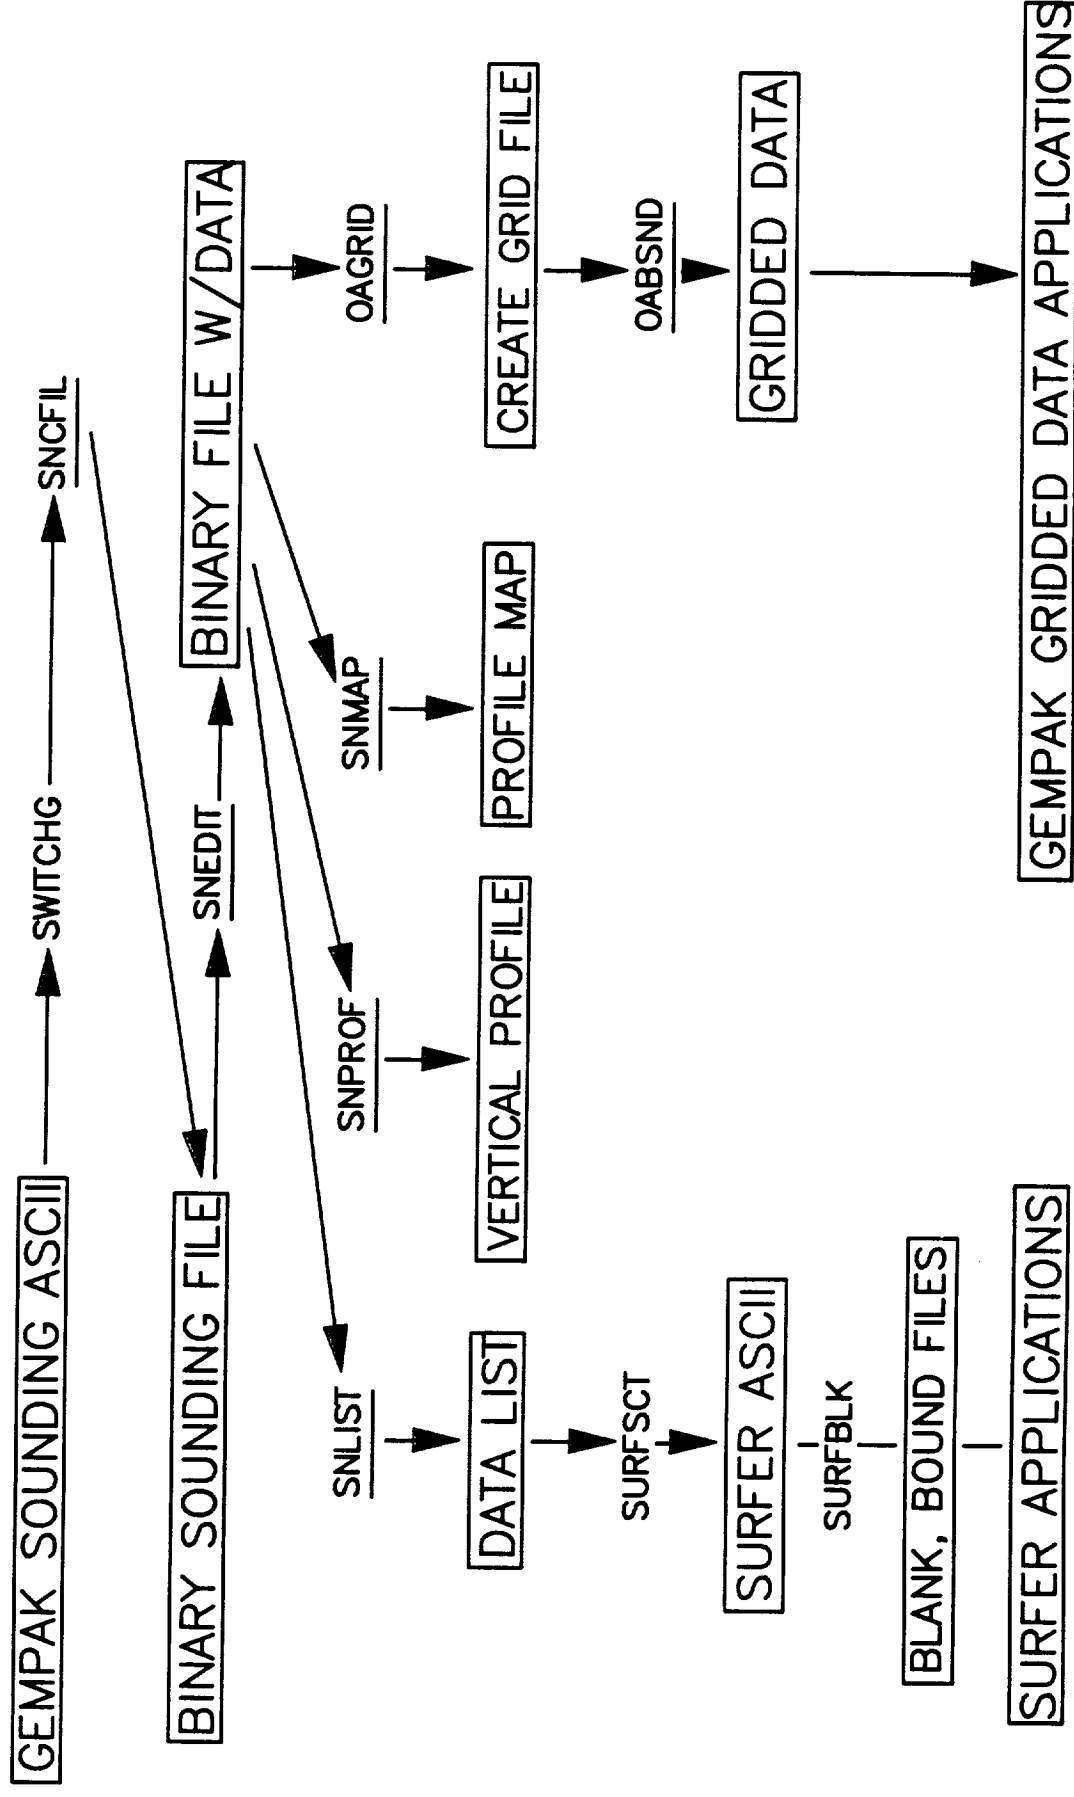 GEMPAK SOUNDING ASCII
SWITCHG
SNCFIL
BINARY SOUNDING FILE
SNEDIT
BINARY FILE W/DATA
SNLIST
SNPROF
SNMAP
OAGRID
DATA LIST
VERTICAL PROFILE
PROFILE MAP
CREATE GRID FILE
SURFSCT
OABSND
SURFER ASCII
GRIDDED DATA
SURFBLK
BLANK, BOUND FILES
SURFER APPLICATIONS
GEMPAK GRIDDED DATA APPLICATIONS